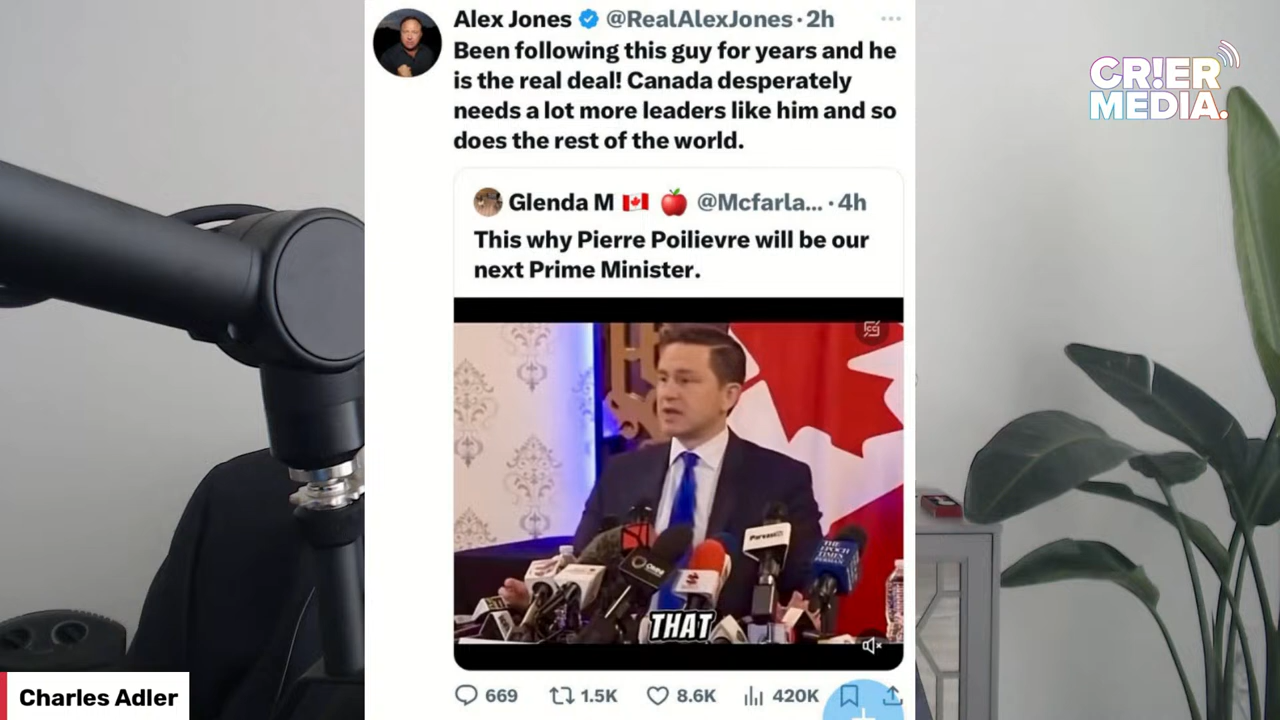 Alex Jones @RealAlexJones · 2h
Been following this guy for years and he
is the real deal! Canada desperately
needs a lot more leaders like him and so
does the rest of the world.
Glenda M @Mcfarla... · 4h
This why Pierre Poilievre will be our
next Prime Minister.
CR!ER
MEDIA.
THE
EPOCH
TIMES
THAT
669 1.5K 8.6K 420K
Charles Adler